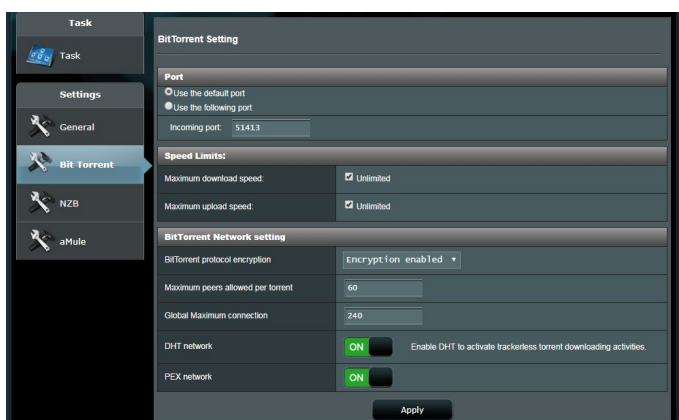 Task
Task
Settings
General
Bit Torrent
NZB
aMule
BitTorrent Setting
Port
Use the default port
Use the following port
Incoming port: 51413
Speed Limits:
Maximum download speed: Unlimited
Maximum upload speed: Unlimited
BitTorrent Network setting
BitTorrent protocol encryption Encryption enabled
Maximum peers allowed per torrent 60
Global Maximum connection 240
DHT network ON Enable DHT to activate trackerless torrent downloading activities.
PEX network ON
Apply